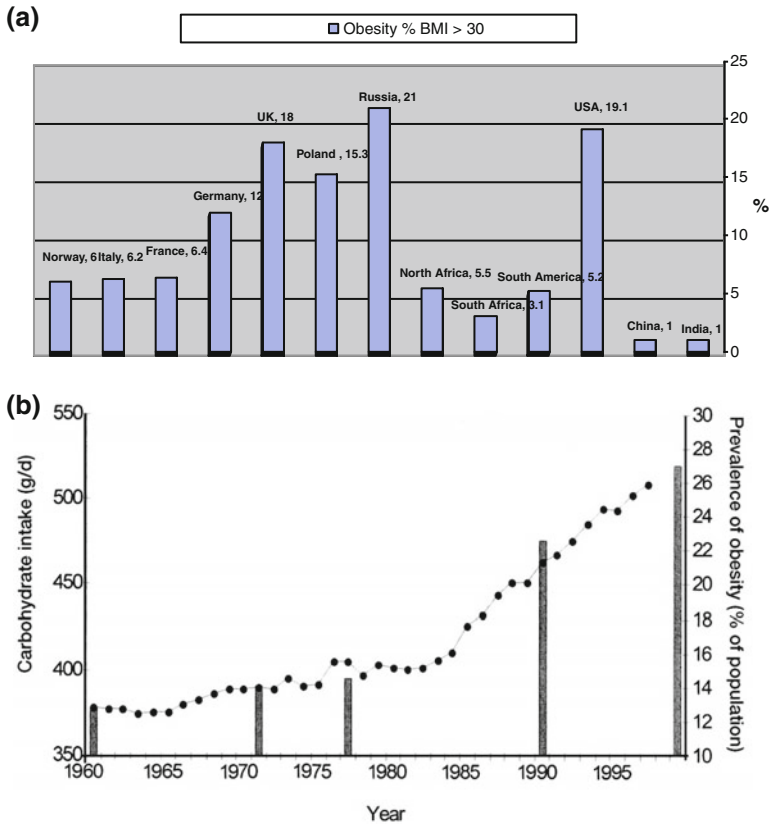 (a)
Obesity % BMI > 30
25
20
15
10
5
0
%
Norway, 6
Italy, 6.2
France, 6.4
Germany, 12
UK, 18
Poland , 15.3
Russia, 21
North Africa, 5.5
South Africa, 3.1
South America, 5.2
USA, 19.1
China, 1
India, 1
(b)
Carbohydrate intake (g/d)
550
500
450
400
350
30
28
26
24
22
20
18
16
14
12
10
Prevalence of obesity (% of population)
1960 1965 1970 1975 1980 1985 1990 1995
Year